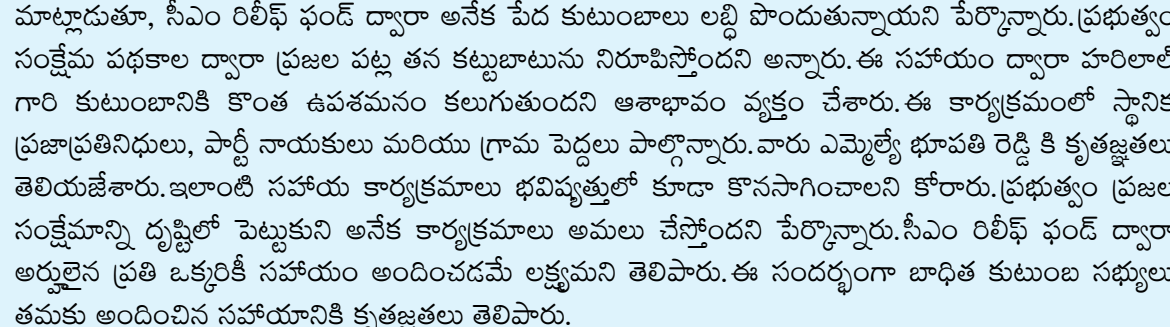 మాట్లాడుతూ, సీఎం రిలీఫ్ ఫండ్ ద్వారా అనేక పేద కుటుంబాలు లబ్ధి పొందుతున్నాయని పేర్కొన్నారు.ప్రభుత్వం
సంక్షేమ పథకాల ద్వారా ప్రజల పట్ల తన కట్టుబాటును నిరూపిస్తోందని అన్నారు.ఈ సహాయం ద్వారా హరిలాల్
గారి కుటుంబానికి కొంత ఉపశమనం కలుగుతుందని ఆశాభావం వ్యక్తం చేశారు.ఈ కార్యక్రమంలో స్థానిక
ప్రజాప్రతినిధులు, పార్టీ నాయకులు మరియు గ్రామ పెద్దలు పాల్గొన్నారు.వారు ఎమ్మెల్యే భూపతి రెడ్డి కి కృతజ్ఞతలు
తెలియజేశారు.ఇలాంటి సహాయ కార్యక్రమాలు భవిష్యత్తులో కూడా కొనసాగించాలని కోరారు.ప్రభుత్వం ప్రజల
సంక్షేమాన్ని దృష్టిలో పెట్టుకుని అనేక కార్యక్రమాలు అమలు చేస్తోందని పేర్కొన్నారు.సీఎం రిలీఫ్ ఫండ్ ద్వారా
అర్హులైన ప్రతి ఒక్కరికీ సహాయం అందించడమే లక్ష్యమని తెలిపారు.ఈ సందర్భంగా బాధిత కుటుంబ సభ్యులు
తమకు అందించిన సహాయానికి కృతజ్ఞతలు తెలిపారు.